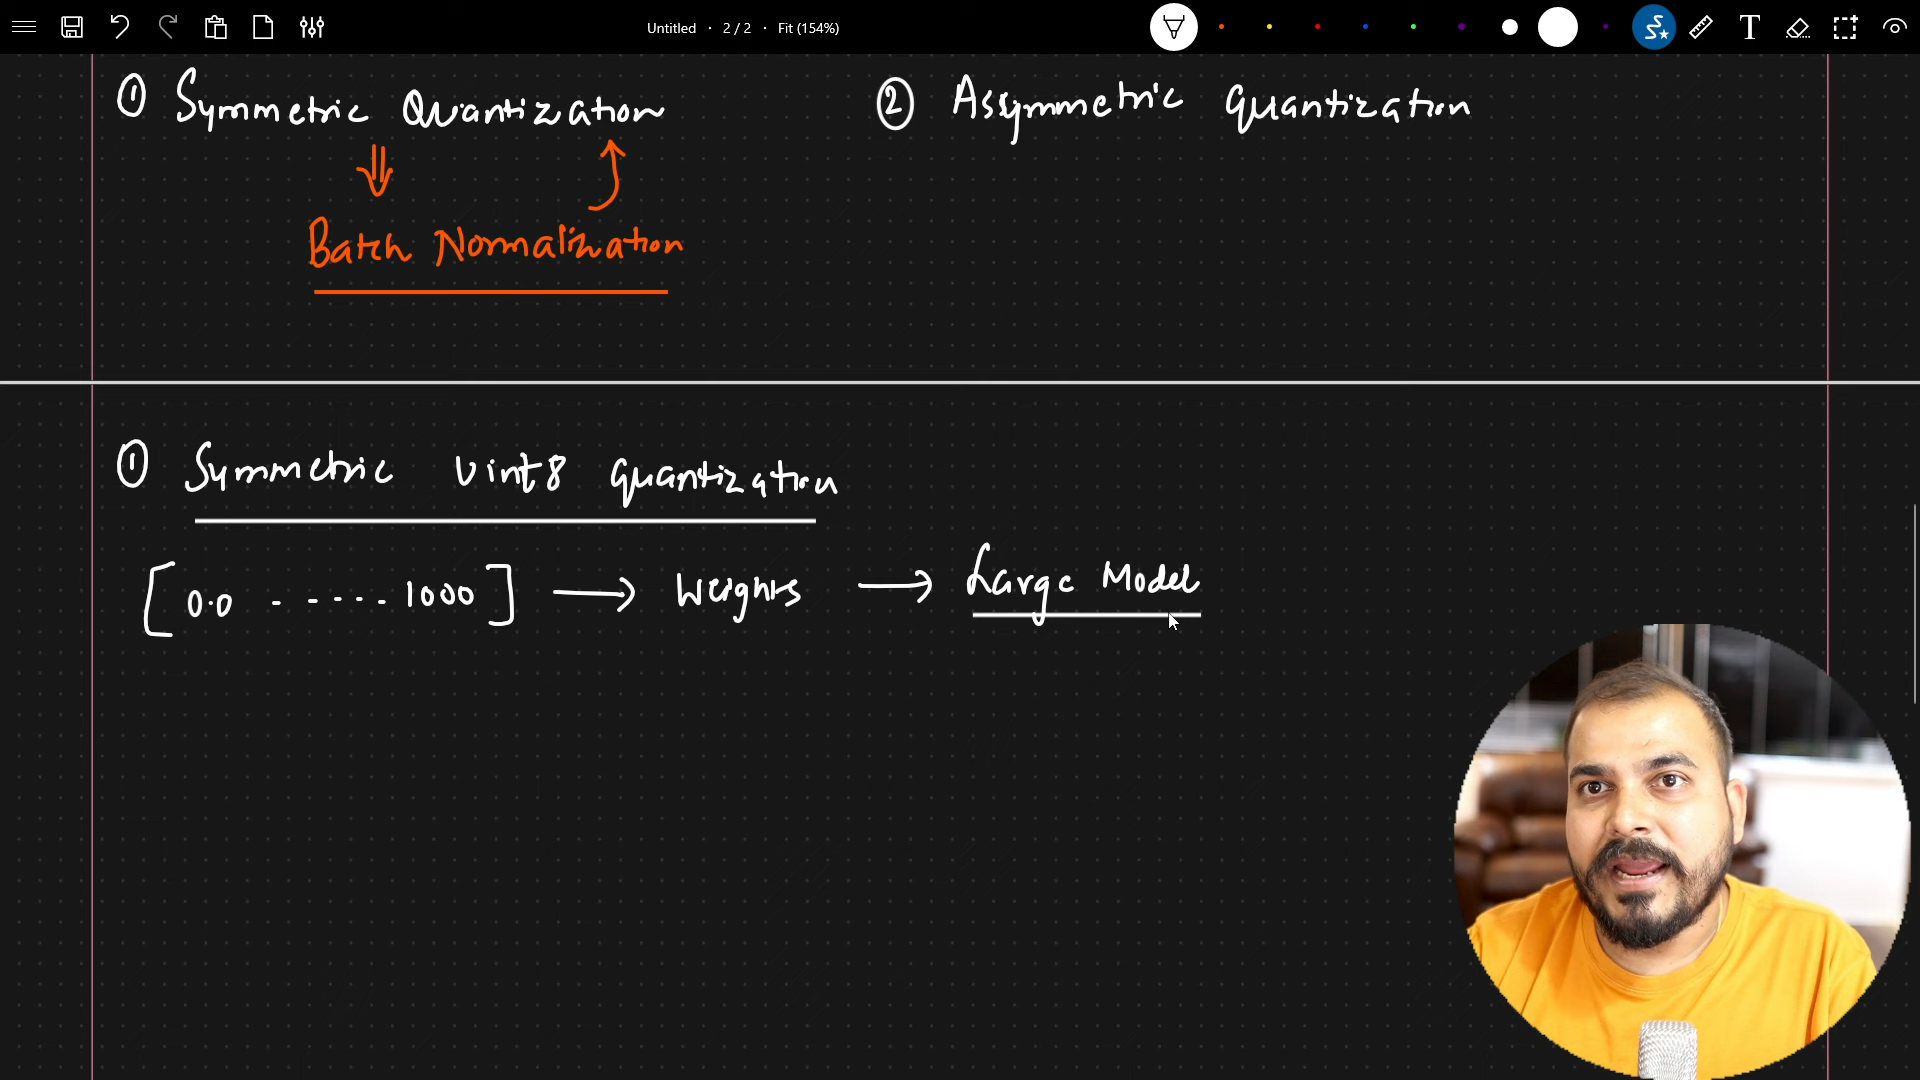 Untitled · 2 / 2 · Fit (154%)
T
① Symmetric Quantization
② Assymmetric Quantization
Batch Normalization
① Symmetric Uint8 Quantization
[0.0 - - - - - - 1000] → Weights → Large Model